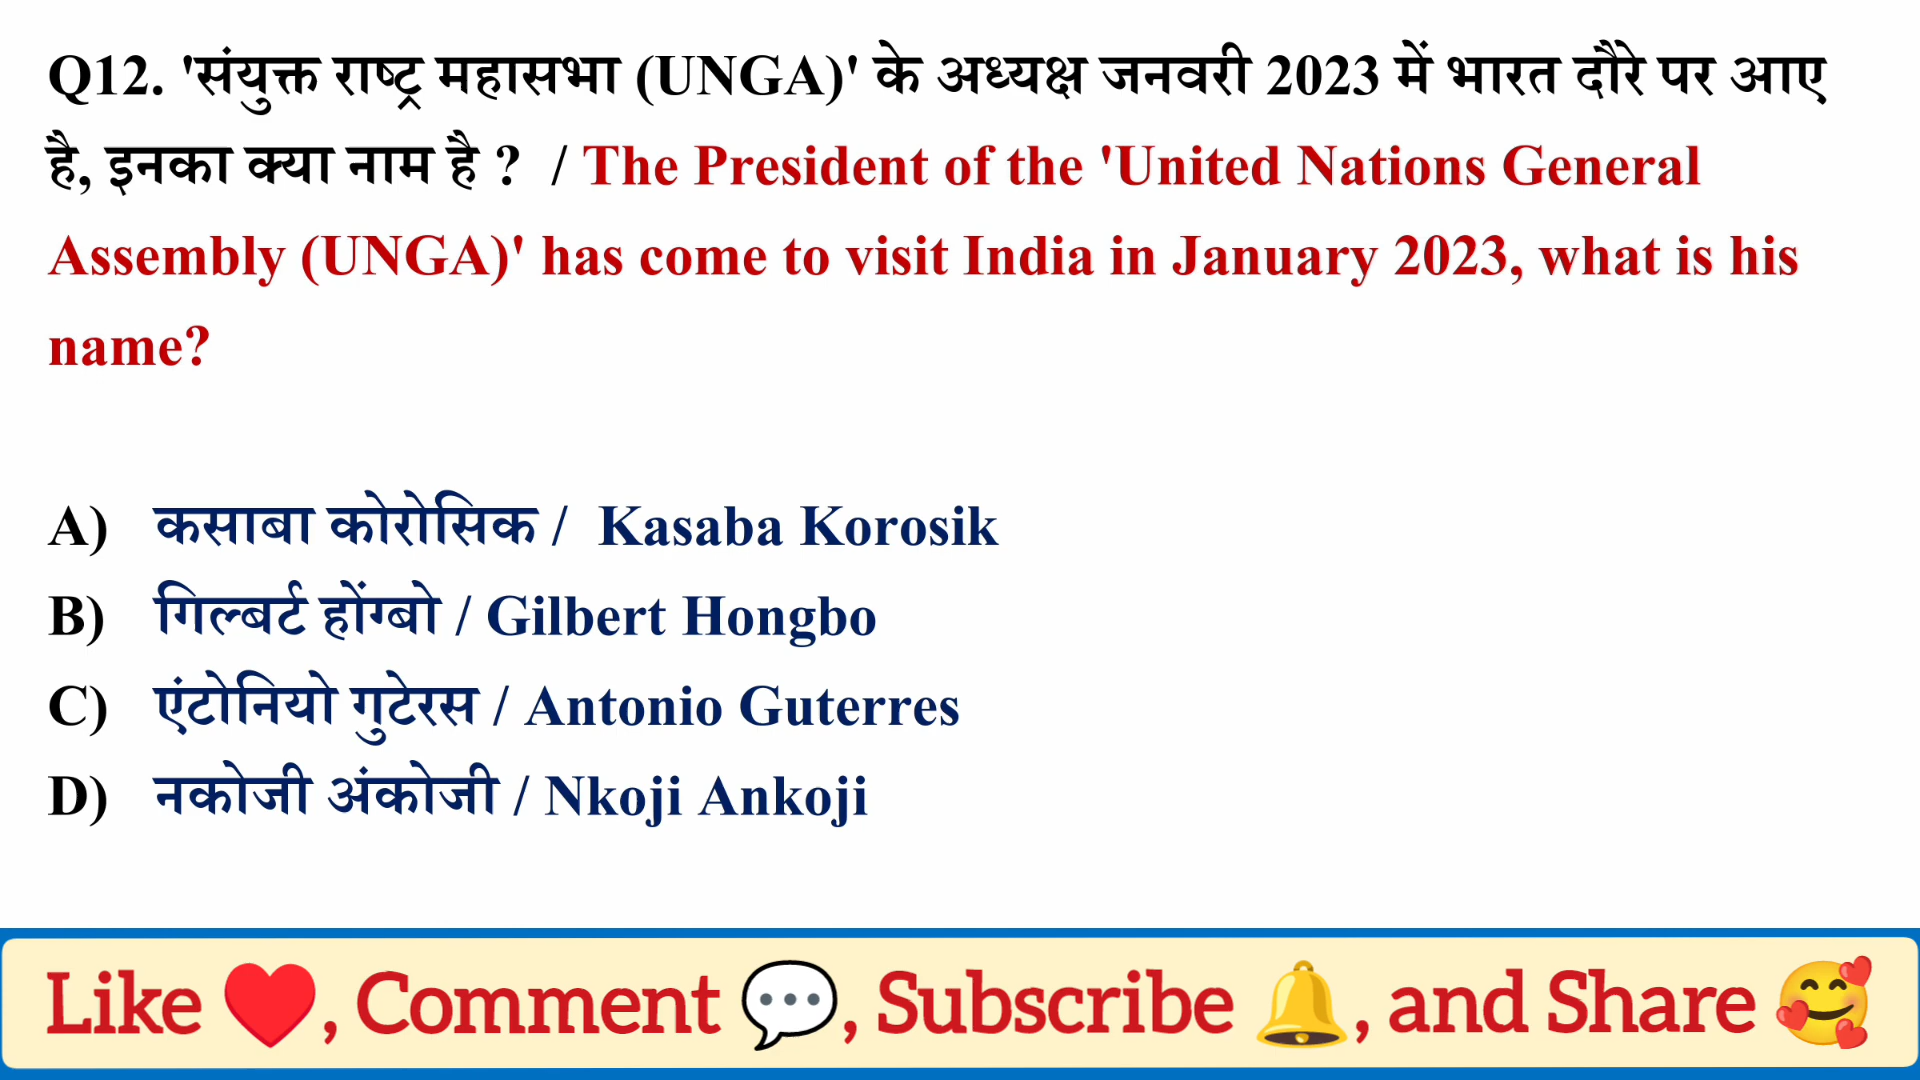 Q12. 'संयुक्त राष्ट्र महासभा (UNGA)' के अध्यक्ष जनवरी 2023 में भारत दौरे पर आए
है, इनका क्या नाम है ? / The President of the 'United Nations General
Assembly (UNGA)' has come to visit India in January 2023, what is his
name?
A) कसाबा कोरोसिक / Kasaba Korosik
B) गिल्बर्ट होंग्बो / Gilbert Hongbo
C) एंटोनियो गुटेरस / Antonio Guterres
D) नकोजी अंकोजी / Nkoji Ankoji
Like ❤️, Comment 💬, Subscribe 🔔, and Share 🥰